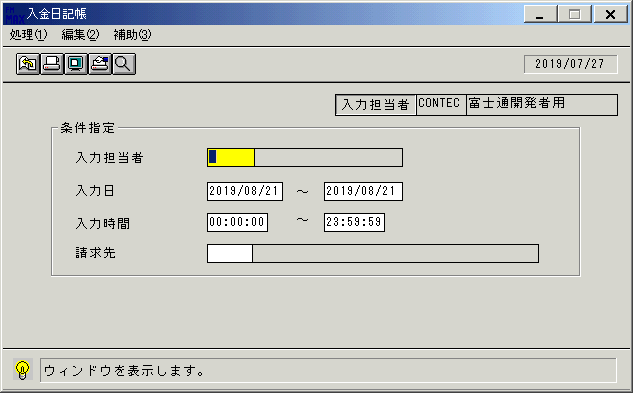 入金日記帳
処理(1) 編集(2) 補助(3)
2019/07/27
入力担当者 CONTEC 富士通開発者用
条件指定
入力担当者
入力日 2019/08/21 ～ 2019/08/21
入力時間 00:00:00 ～ 23:59:59
請求先
ウィンドウを表示します。